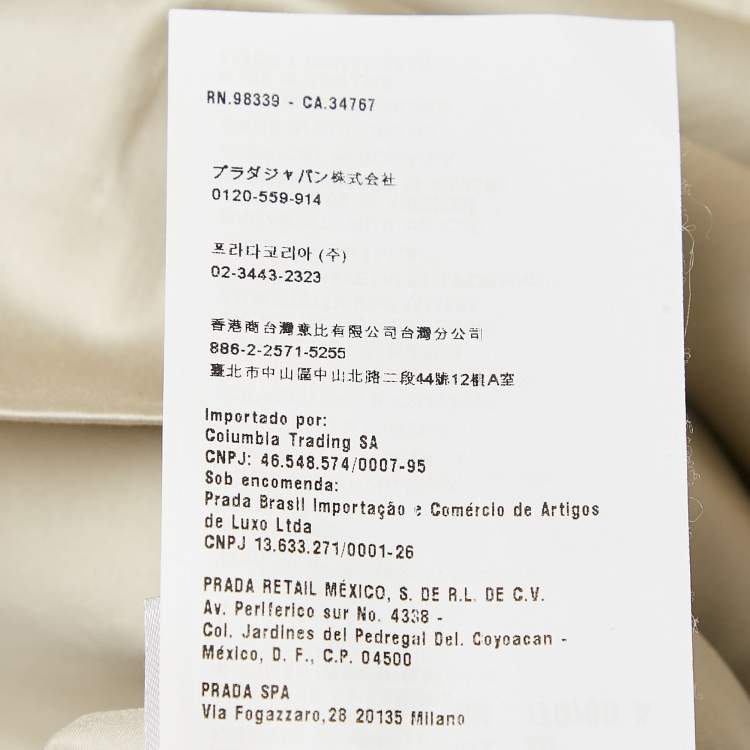 RN.98339 - CA.34767
プラダジャパン株式会社
0120-559-914
프라다코리아 (주)
02-3443-2323
香港商台灣意比有限公司台灣分公司
886-2-2571-5255
臺北市中山區中山北路二段44號12樓A室
Importado por:
Columbia Trading SA
CNPJ: 46.548.574/0007-95
Sob encomenda:
Prada Brasil Importação e Comércio de Artigos
de Luxo Ltda
CNPJ 13.633.271/0001-26
PRADA RETAIL MÉXICO, S. DE R.L. DE C.V.
Av. Periferico sur No. 4338 -
Col. Jardines del Pedregal Del. Coyoacan -
México, D. F., C.P. 04500
PRADA SPA
Via Fogazzaro,28 20135 Milano